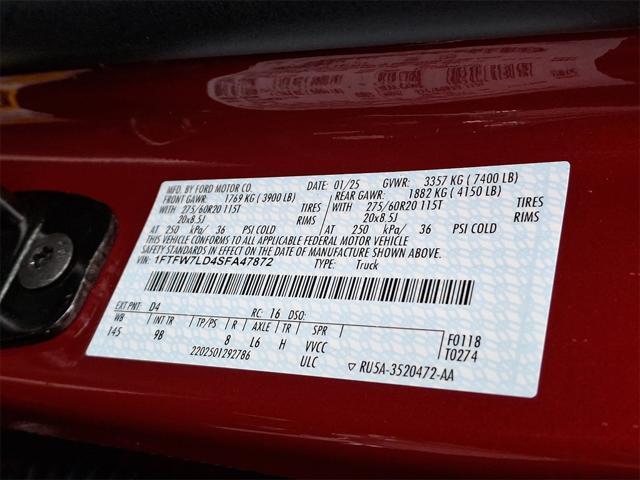 MFD. BY FORD MOTOR CO. DATE: 01/25 GVWR: 3357 KG ( 7400 LB)
FRONT GAWR: 1769 KG ( 3900 LB) REAR GAWR: 1882 KG ( 4150 LB)
WITH 275/60R20 115T TIRES WITH 275/60R20 115T TIRES
20x8.5J RIMS 20x8.5J RIMS
AT 250 kPa/ 36 PSI COLD AT 250 kPa/ 36 PSI COLD
THIS VEHICLE CONFORMS TO ALL APPLICABLE FEDERAL MOTOR VEHICLE
SAFETY STANDARDS IN EFFECT ON THE DATE OF MANUFACTURE SHOWN ABOVE.
VIN: 1FTFW7LD4SFA47872 TYPE: Truck
EXT PNT: D4 RC: 16 DSO:
WB INT TR TP/PS R AXLE TR SPR F0118
145 9B 8 L6 H VVCC T0274
2202501292786 ULC ▽ RU5A-3520472-AA